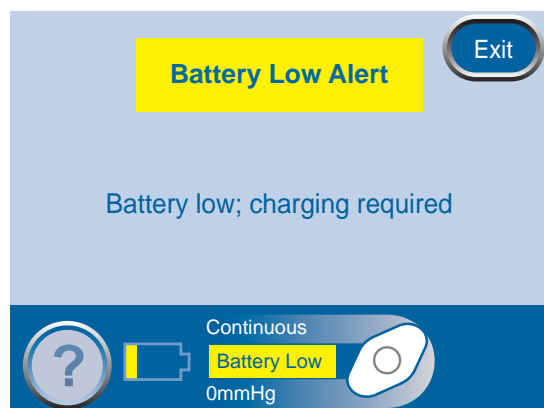 Exit
Battery Low Alert
Battery low; charging required
?
Continuous
Battery Low
0mmHg